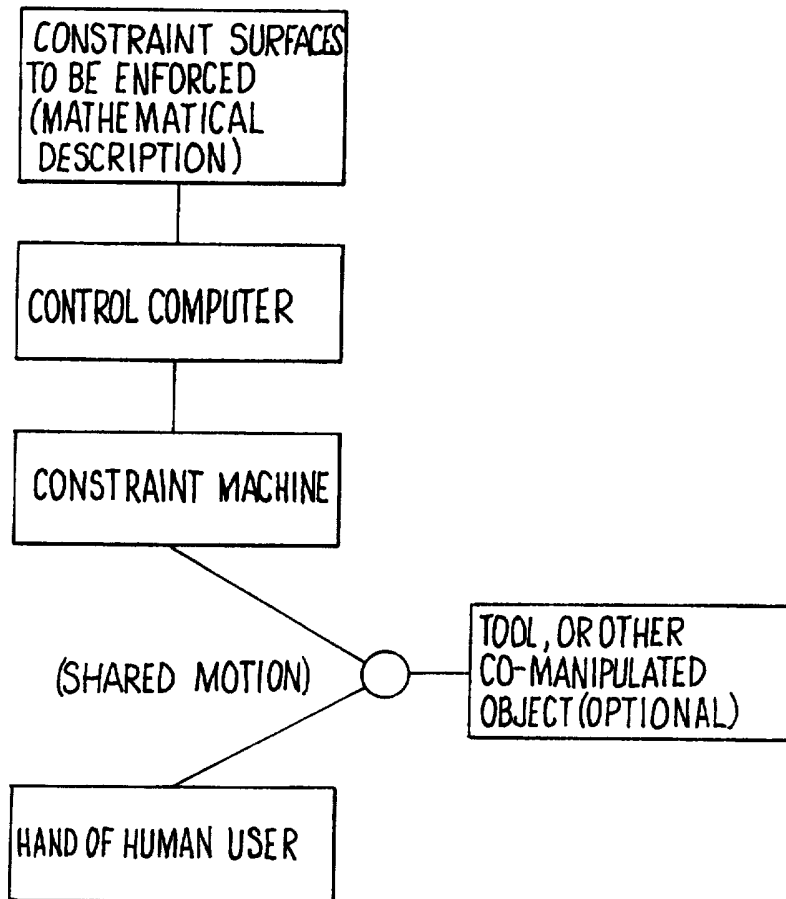 CONSTRAINT SURFACES
TO BE ENFORCED
(MATHEMATICAL
DESCRIPTION)
CONTROL COMPUTER
CONSTRAINT MACHINE
(SHARED MOTION)
TOOL, OR OTHER
CO-MANIPULATED
OBJECT (OPTIONAL)
HAND OF HUMAN USER